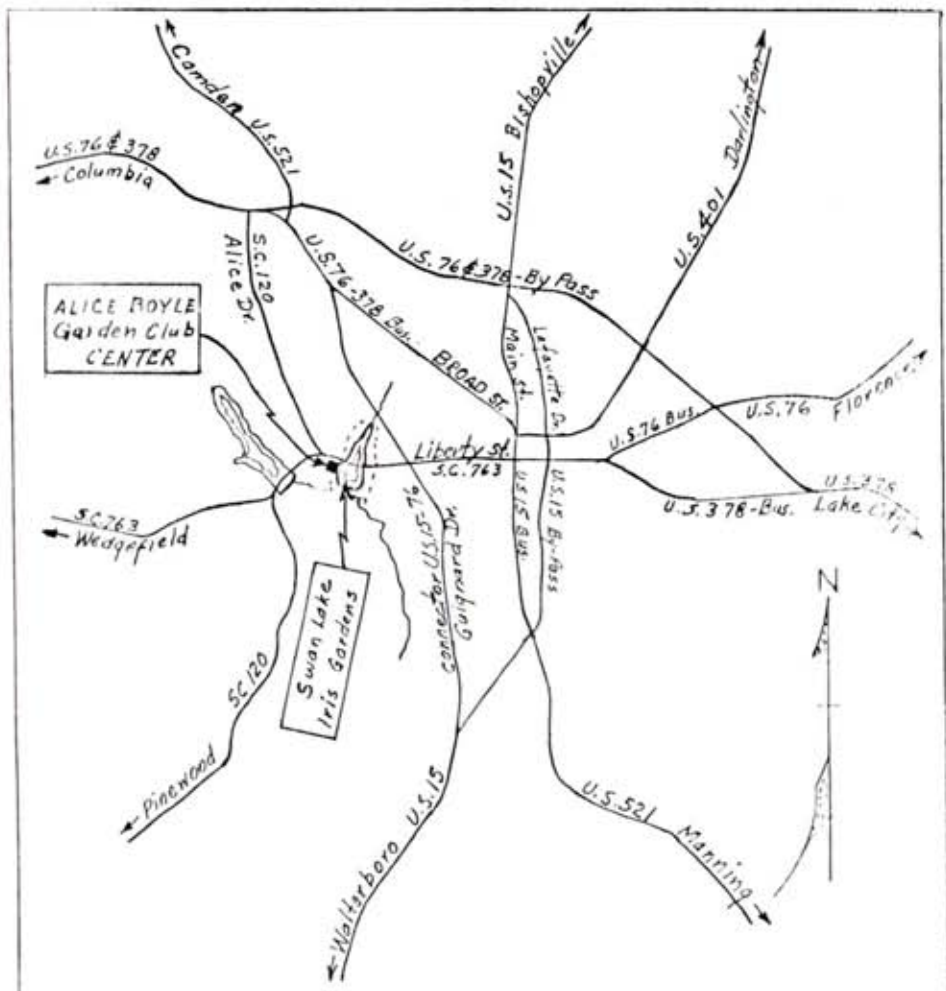 Camden
U.S.521
U.S.76 & 378
Columbia
U.S.15 Bishopville
Darlington
U.S.401
S.C.120
Alice Dr.
U.S.76-378 Bus.
BROAD St.
U.S.76 & 378-By Pass
Main St.
Lafayette Dr.
ALICE BOYLE
Garden Club
CENTER
Florence
U.S.76
U.S.76 Bus.
Liberty St.
S.C.763
U.S.378
Lake City
U.S.378-Bus.
U.S.15 Bus.
U.S.15 By-Pass
S.C.763
Wedgefield
Connector U.S.15-76
Guignard Dr.
Swan Lake
Iris Gardens
SC 120
Pinewood
Walterboro U.S.15
U.S.521
Manning
N